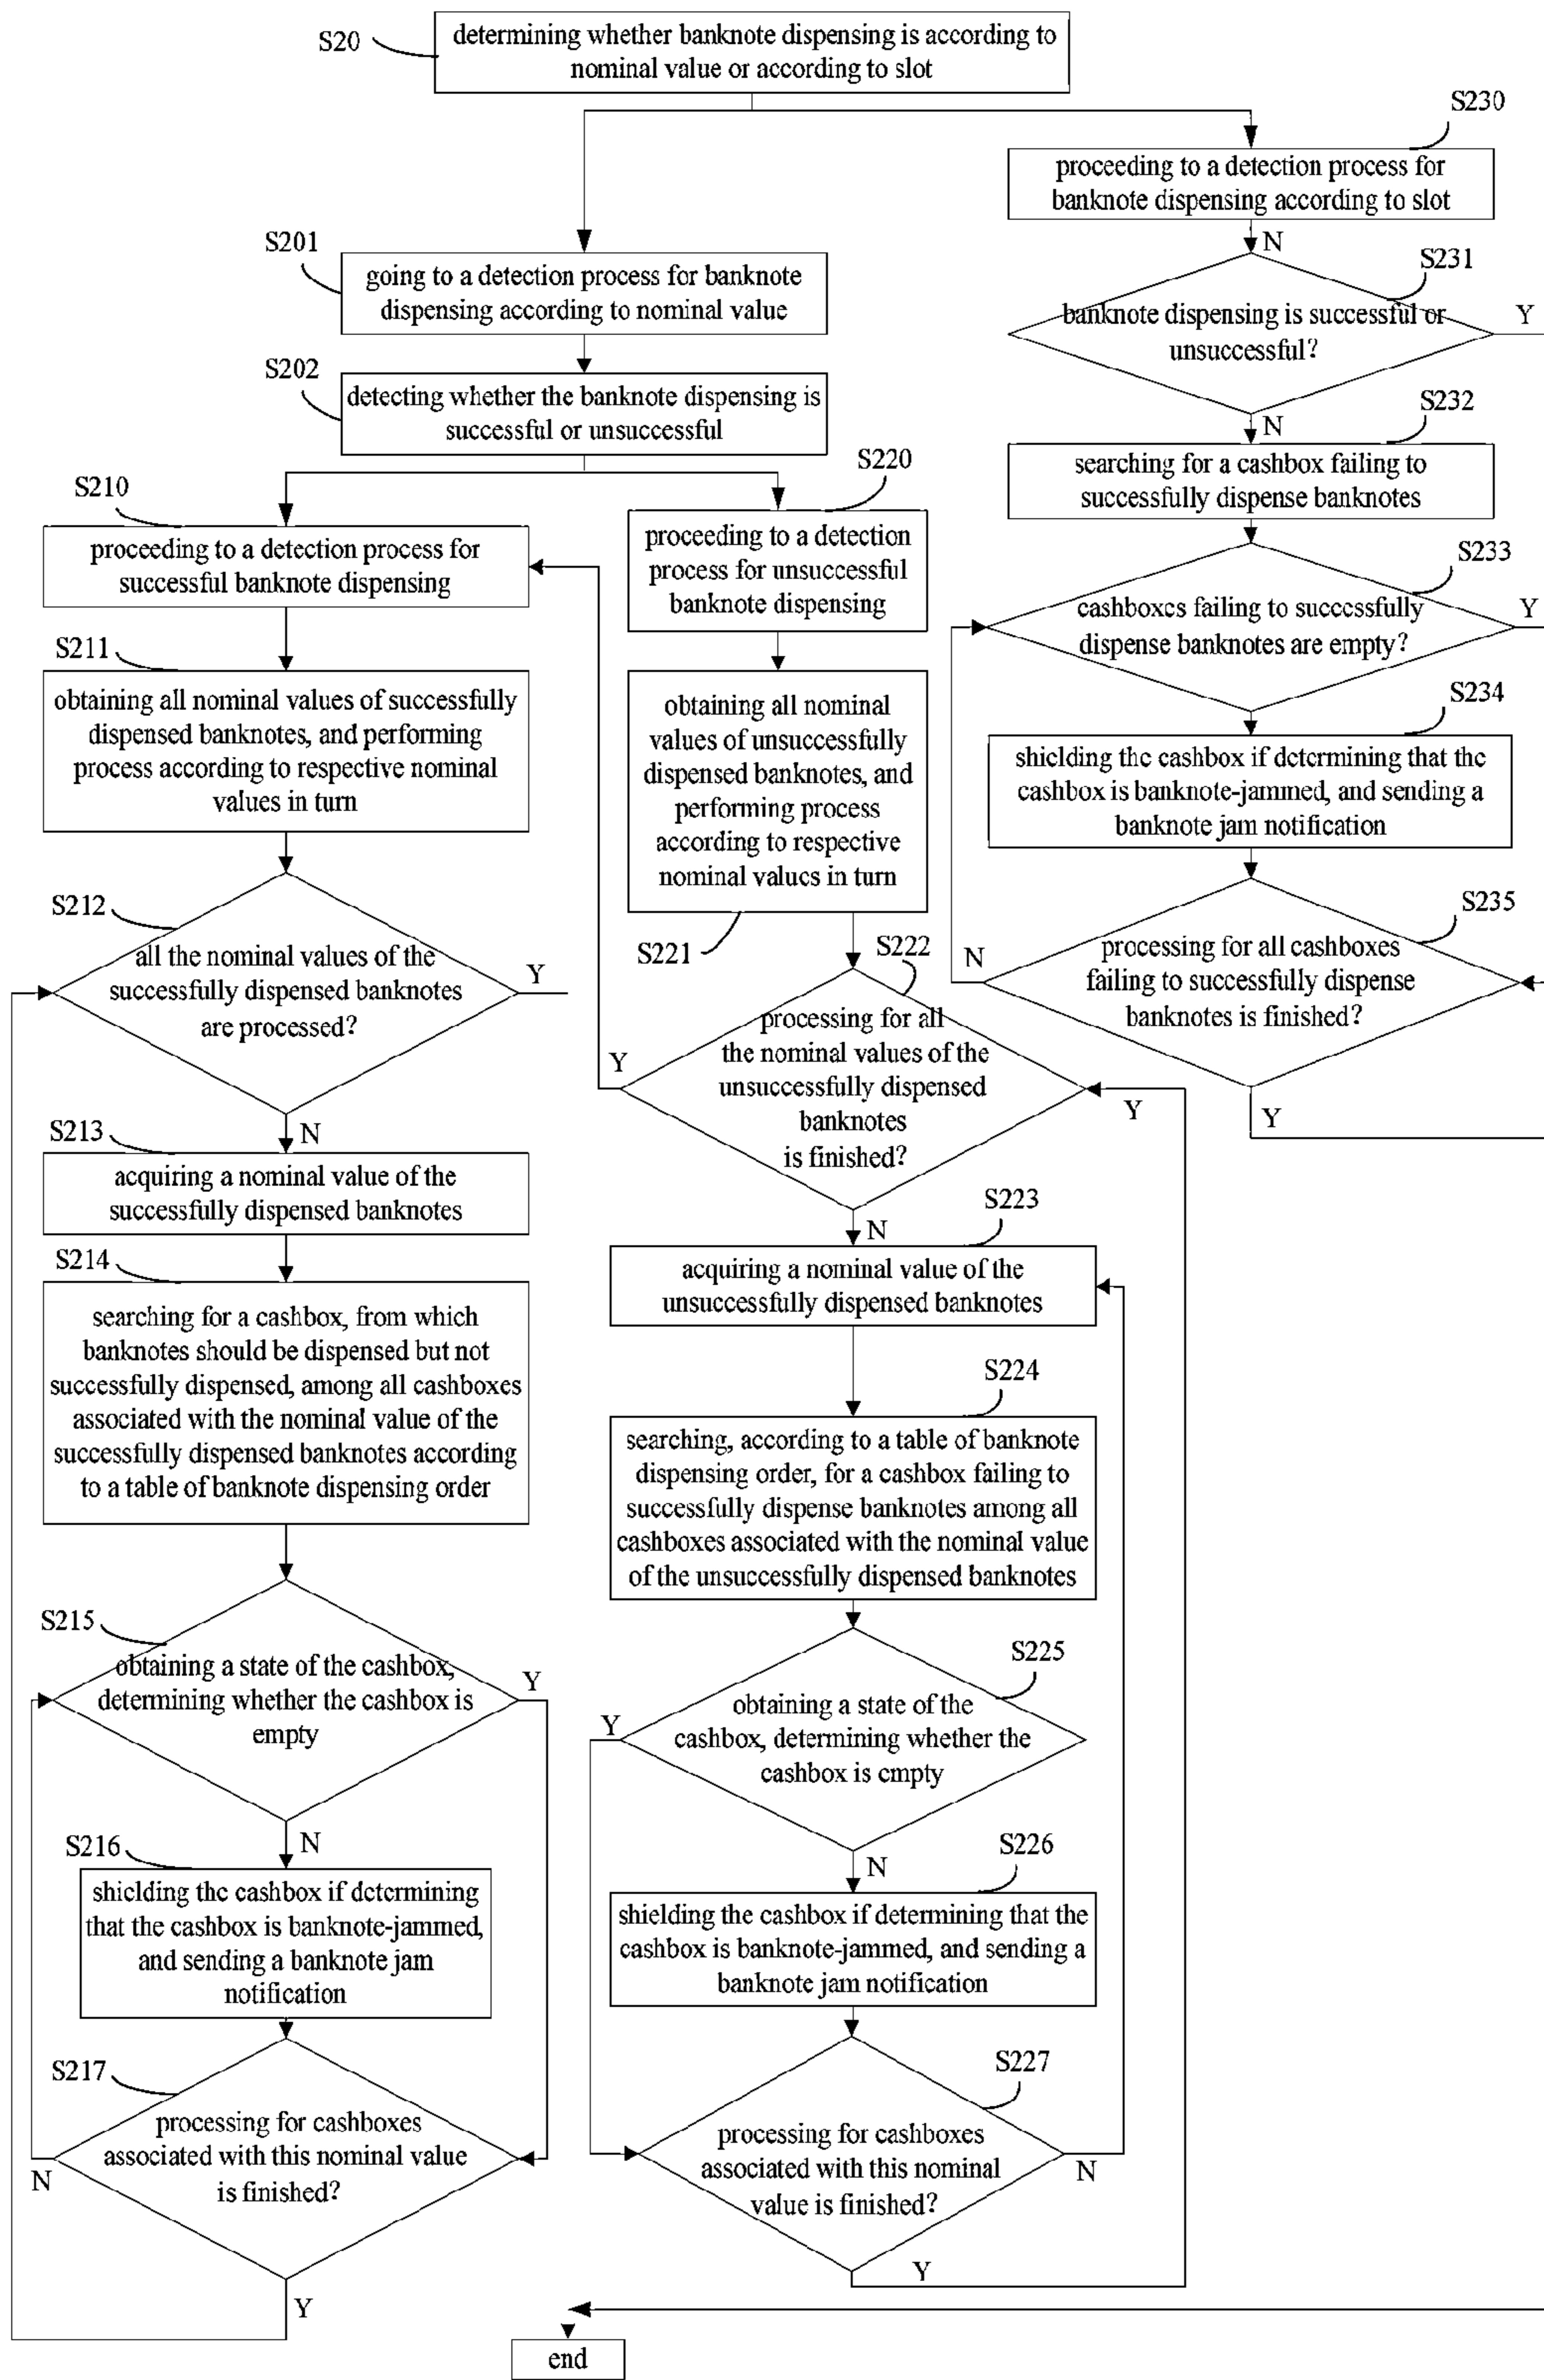 S20
determining whether banknote dispensing is according to
nominal value or according to slot
S230
proceeding to a detection process for
banknote dispensing according to slot
N
S231
banknote dispensing is successful or
unsuccessful?
Y
N
S232
searching for a cashbox failing to
successfully dispense banknotes
S233
cashboxes failing to successfully
dispense banknotes are empty?
Y
S234
shielding the cashbox if determining that the
cashbox is banknote-jammed, and sending a
banknote jam notification
S235
processing for all cashboxes
failing to successfully dispense
banknotes is finished?
N
Y
S201
going to a detection process for banknote
dispensing according to nominal value
S202
detecting whether the banknote dispensing is
successful or unsuccessful
S210
proceeding to a detection process for
successful banknote dispensing
S211
obtaining all nominal values of successfully
dispensed banknotes, and performing
process according to respective nominal
values in turn
S212
all the nominal values of the
successfully dispensed banknotes
are processed?
Y
N
S213
acquiring a nominal value of the
successfully dispensed banknotes
S214
searching for a cashbox, from which
banknotes should be dispensed but not
successfully dispensed, among all cashboxes
associated with the nominal value of the
successfully dispensed banknotes according
to a table of banknote dispensing order
S215
obtaining a state of the cashbox,
determining whether the cashbox is
empty
Y
N
S216
shielding the cashbox if determining
that the cashbox is banknote-jammed,
and sending a banknote jam
notification
S217
processing for cashboxes
associated with this nominal value
is finished?
N
Y
S220
proceeding to a detection
process for unsuccessful
banknote dispensing
obtaining all nominal
values of unsuccessfully
dispensed banknotes, and
performing process
according to respective
nominal values in turn
S221
S222
processing for all
the nominal values of the
unsuccessfully dispensed
banknotes
is finished?
Y
Y
N
S223
acquiring a nominal value of the
unsuccessfully dispensed banknotes
S224
searching, according to a table of banknote
dispensing order, for a cashbox failing to
successfully dispense banknotes among all
cashboxes associated with the nominal value
of the unsuccessfully dispensed banknotes
S225
obtaining a state of the
cashbox, determining whether the
cashbox is empty
Y
N
S226
shielding the cashbox if determining that the
cashbox is banknote-jammed, and sending a
banknote jam notification
S227
processing for cashboxes
associated with this nominal
value is finished?
N
Y
end